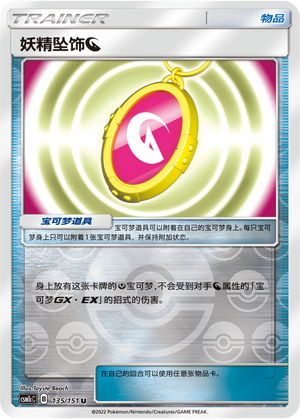 TRAINER 物品
妖精坠饰
宝可梦道具
宝可梦道具可以附着在自己的宝可梦身上。每只宝可
梦身上只可以附着1张宝可梦道具，并保持附加状态。
身上放有这张卡牌的宝可梦，不会受到对手属性的「宝
可梦GX・EX」的招式的伤害。
Illus. Toyste Beach
CSM1cC D 135/151 U
在自己的回合可以使用任意张物品卡。
©2022 Pokémon/Nintendo/Creatures/GAME FREAK.